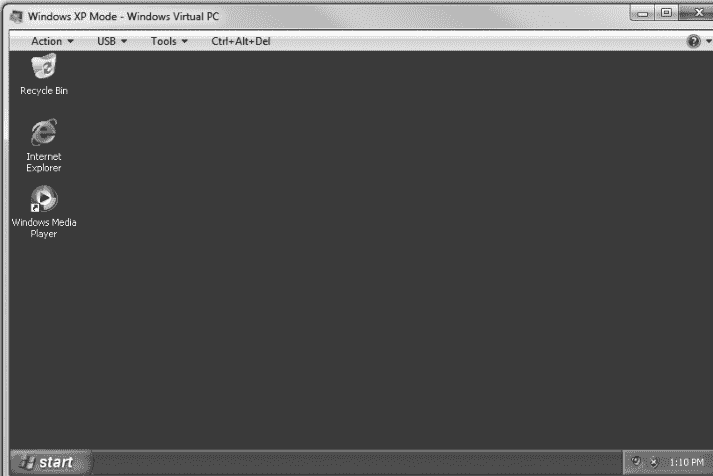 Windows XP Mode - Windows Virtual PC
Action USB Tools Ctrl+Alt+Del
Recycle Bin
Internet
Explorer
Windows Media
Player
start 1:10 PM